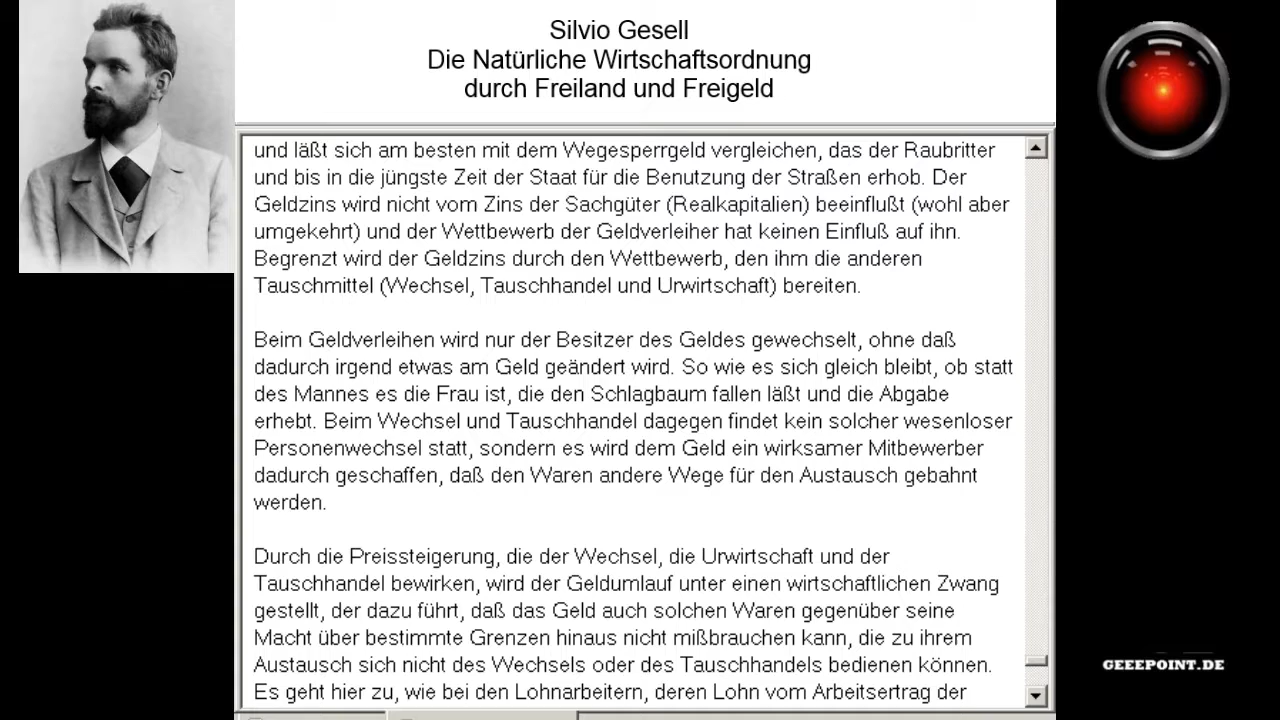 Silvio Gesell
Die Natürliche Wirtschaftsordnung
durch Freiland und Freigeld
und läßt sich am besten mit dem Wegesperrgeld vergleichen, das der Raubritter
und bis in die jüngste Zeit der Staat für die Benutzung der Straßen erhob. Der
Geldzins wird nicht vom Zins der Sachgüter (Realkapitalien) beeinflußt (wohl aber
umgekehrt) und der Wettbewerb der Geldverleiher hat keinen Einfluß auf ihn.
Begrenzt wird der Geldzins durch den Wettbewerb, den ihm die anderen
Tauschmittel (Wechsel, Tauschhandel und Urwirtschaft) bereiten.
Beim Geldverleihen wird nur der Besitzer des Geldes gewechselt, ohne daß
dadurch irgend etwas am Geld geändert wird. So wie es sich gleich bleibt, ob statt
des Mannes es die Frau ist, die den Schlagbaum fallen läßt und die Abgabe
erhebt. Beim Wechsel und Tauschhandel dagegen findet kein solcher wesenloser
Personenwechsel statt, sondern es wird dem Geld ein wirksamer Mitbewerber
dadurch geschaffen, daß den Waren andere Wege für den Austausch gebahnt
werden.
Durch die Preissteigerung, die der Wechsel, die Urwirtschaft und der
Tauschhandel bewirken, wird der Geldumlauf unter einen wirtschaftlichen Zwang
gestellt, der dazu führt, daß das Geld auch solchen Waren gegenüber seine
Macht über bestimmte Grenzen hinaus nicht mißbrauchen kann, die zu ihrem
Austausch sich nicht des Wechsels oder des Tauschhandels bedienen können.
Es geht hier zu, wie bei den Lohnarbeitern, deren Lohn vom Arbeitsertrag der
GEEEPOINT.DE